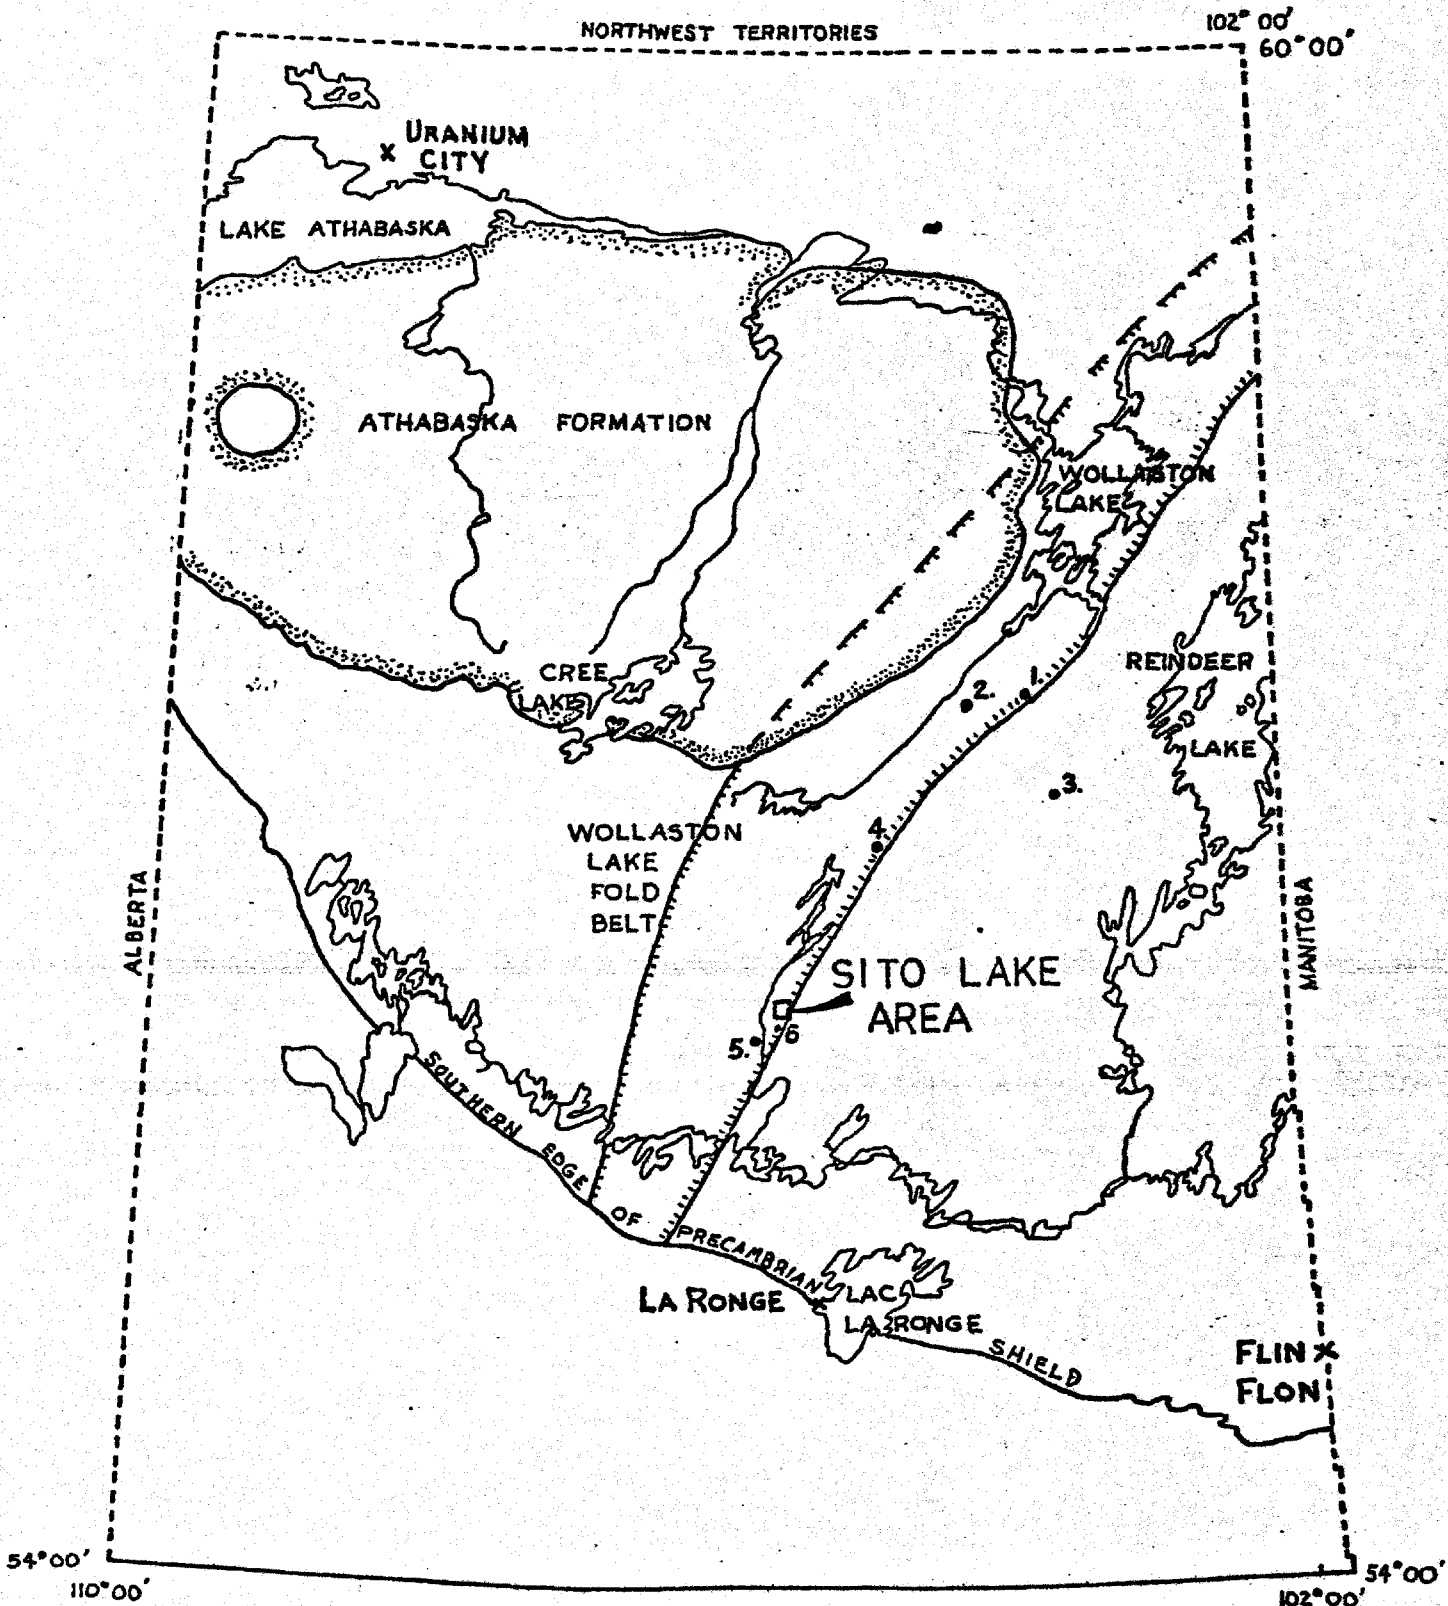 NORTHWEST TERRITORIES
102°00'
60°00'
URANIUM
CITY
LAKE ATHABASKA
ATHABASKA FORMATION
WOLLASTON
LAKE
CREE
LAKE
REINDEER
LAKE
1.
2.
3.
4.
WOLLASTON
LAKE
FOLD
BELT
ALBERTA
MANITOBA
SITO LAKE
AREA
5.
6
SOUTHERN EDGE OF PRECAMBRIAN SHIELD
LA RONGE
LAC
LA RONGE
FLIN
FLON
54°00'
110°00'
54°00'
102°00'